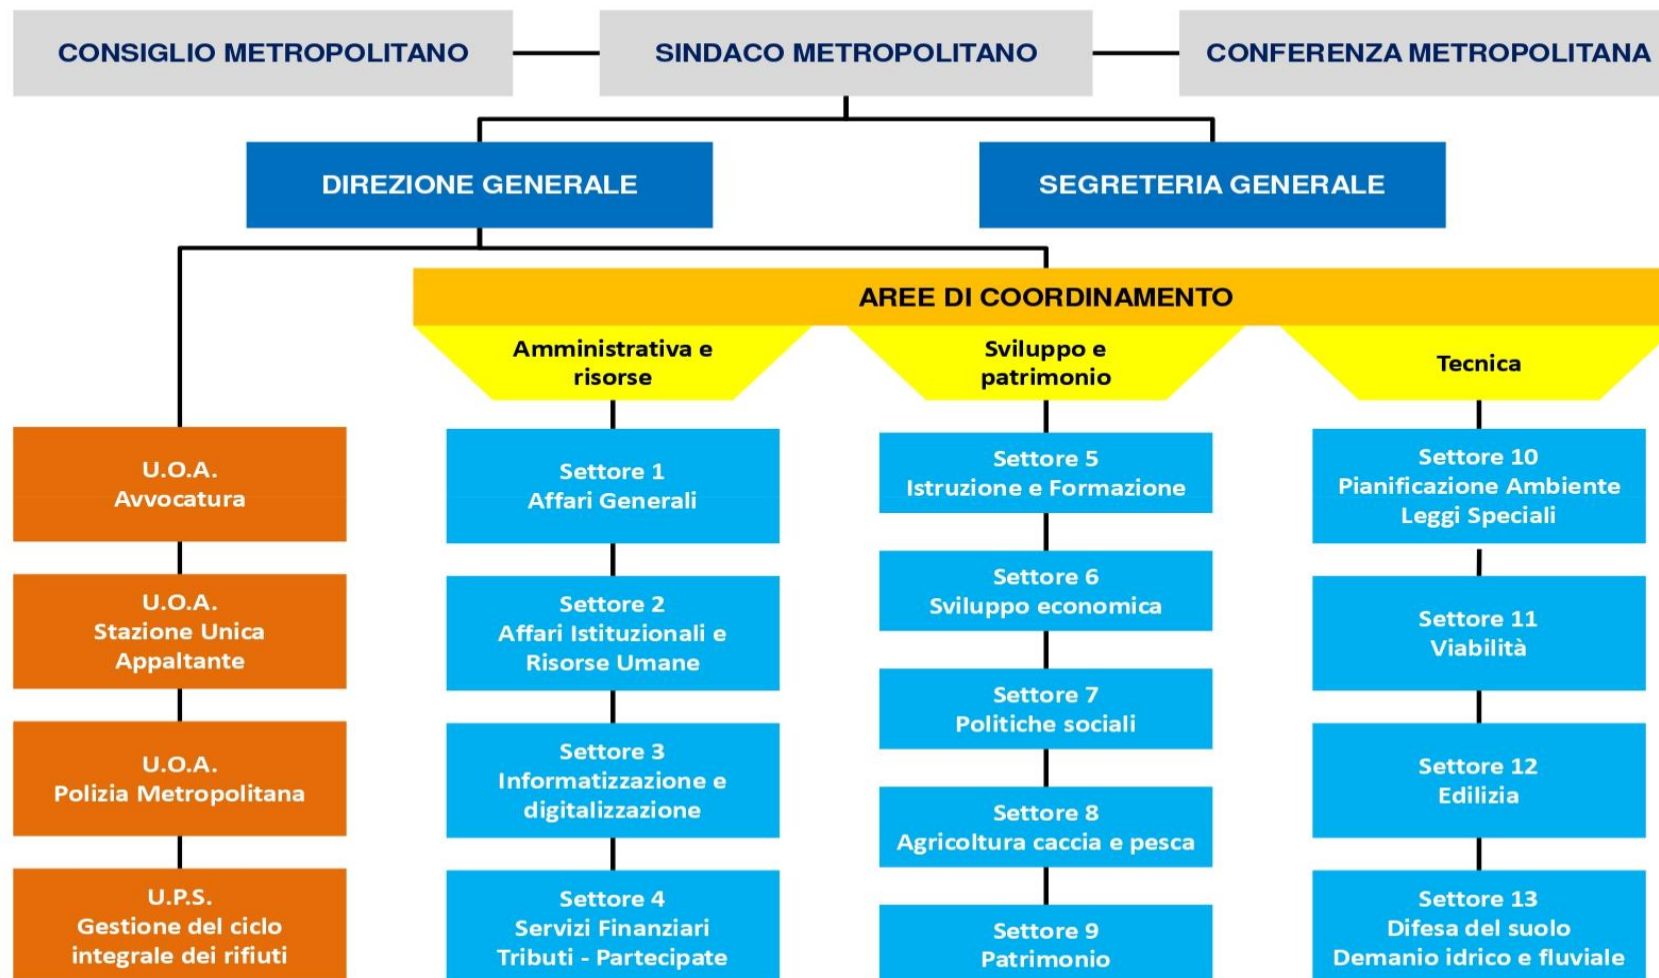 CONSIGLIO METROPOLITANO
SINDACO METROPOLITANO
CONFERENZA METROPOLITANA
DIREZIONE GENERALE
SEGRETERIA GENERALE
AREE DI COORDINAMENTO
Amministrativa e
risorse
Sviluppo e
patrimonio
Tecnica
U.O.A.
Avvocatura
U.O.A.
Stazione Unica
Appaltante
U.O.A.
Polizia Metropolitana
U.P.S.
Gestione del ciclo
integrale dei rifiuti
Settore 1
Affari Generali
Settore 2
Affari Istituzionali e
Risorse Umane
Settore 3
Informatizzazione e
digitalizzazione
Settore 4
Servizi Finanziari
Tributi - Partecipate
Settore 5
Istruzione e Formazione
Settore 6
Sviluppo economica
Settore 7
Politiche sociali
Settore 8
Agricoltura caccia e pesca
Settore 9
Patrimonio
Settore 10
Pianificazione Ambiente
Leggi Speciali
Settore 11
Viabilità
Settore 12
Edilizia
Settore 13
Difesa del suolo
Demanio idrico e fluviale